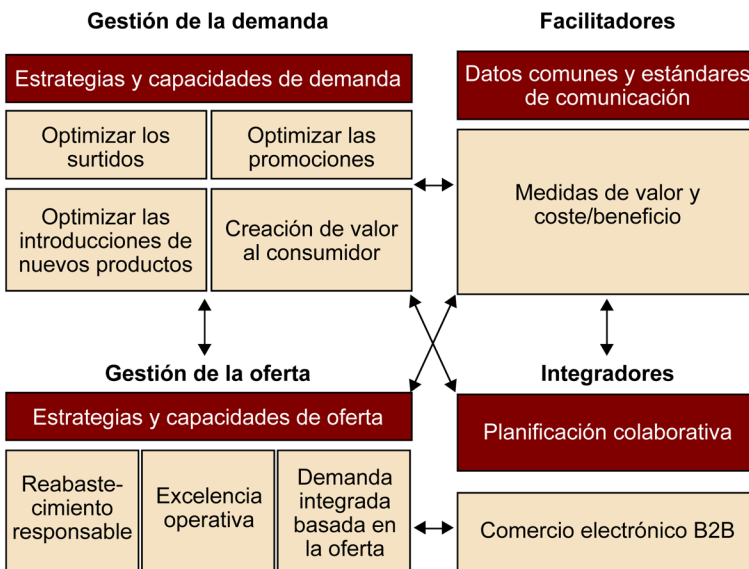 Gestión de la demanda
Estrategias y capacidades de demanda
Optimizar los
surtidos
Optimizar las
promociones
Optimizar las
introducciones de
nuevos productos
Creación de valor
al consumidor
Facilitadores
Datos comunes y estándares
de comunicación
Medidas de valor y
coste/beneficio
Gestión de la oferta
Estrategias y capacidades de oferta
Reabaste-
cimiento
responsable
Excelencia
operativa
Demanda
integrada
basada en
la oferta
Integradores
Planificación colaborativa
Comercio electrónico B2B